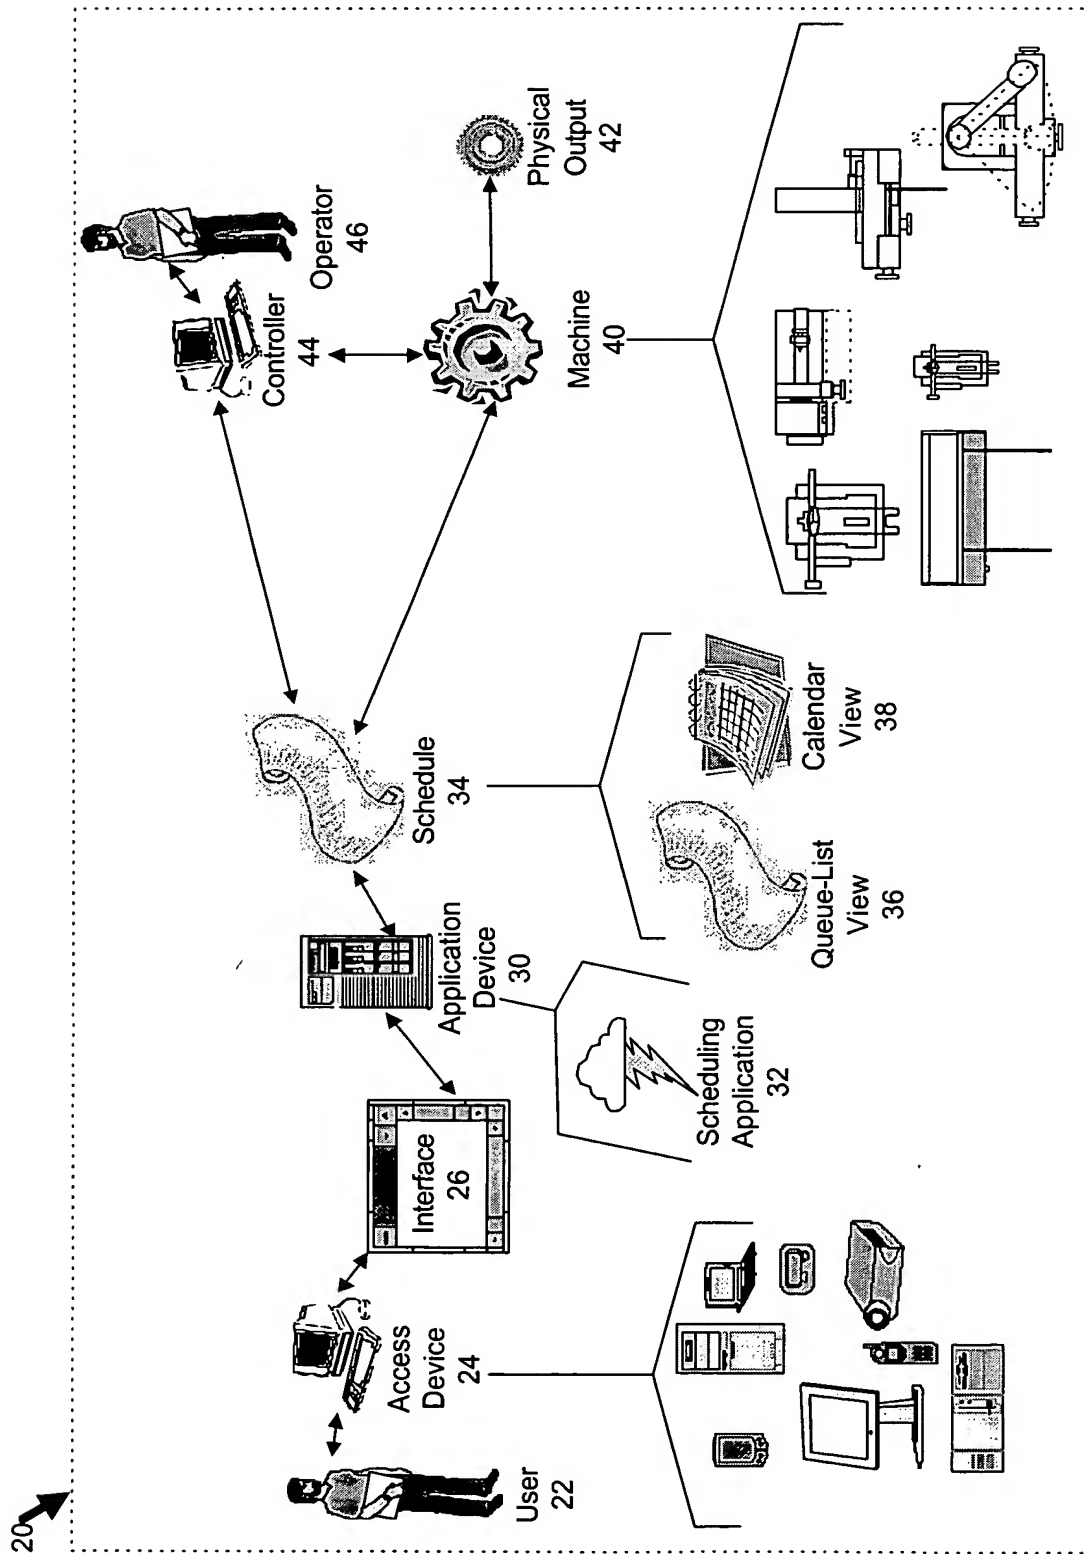 20
User
22
Access
Device
24
Interface
26
Application
Device
30
Scheduling
Application
32
Schedule
34
Queue-List
View
36
Calendar
View
38
Controller
44
Operator
46
Machine
40
Physical
Output
42